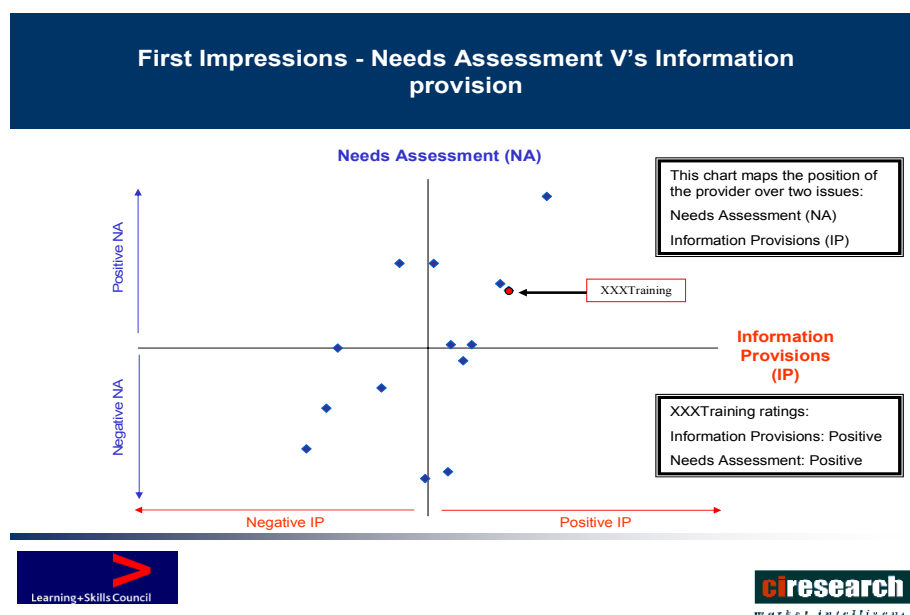 First Impressions - Needs Assessment V's Information
provision
Needs Assessment (NA)
This chart maps the position of
the provider over two issues:
Needs Assessment (NA)
Information Provisions (IP)
Positive NA
XXXTraining
Information
Provisions
(IP)
Negative NA
XXXTraining ratings:
Information Provisions: Positive
Needs Assessment: Positive
Negative IP
Positive IP
Learning+Skills Council
ciresearch